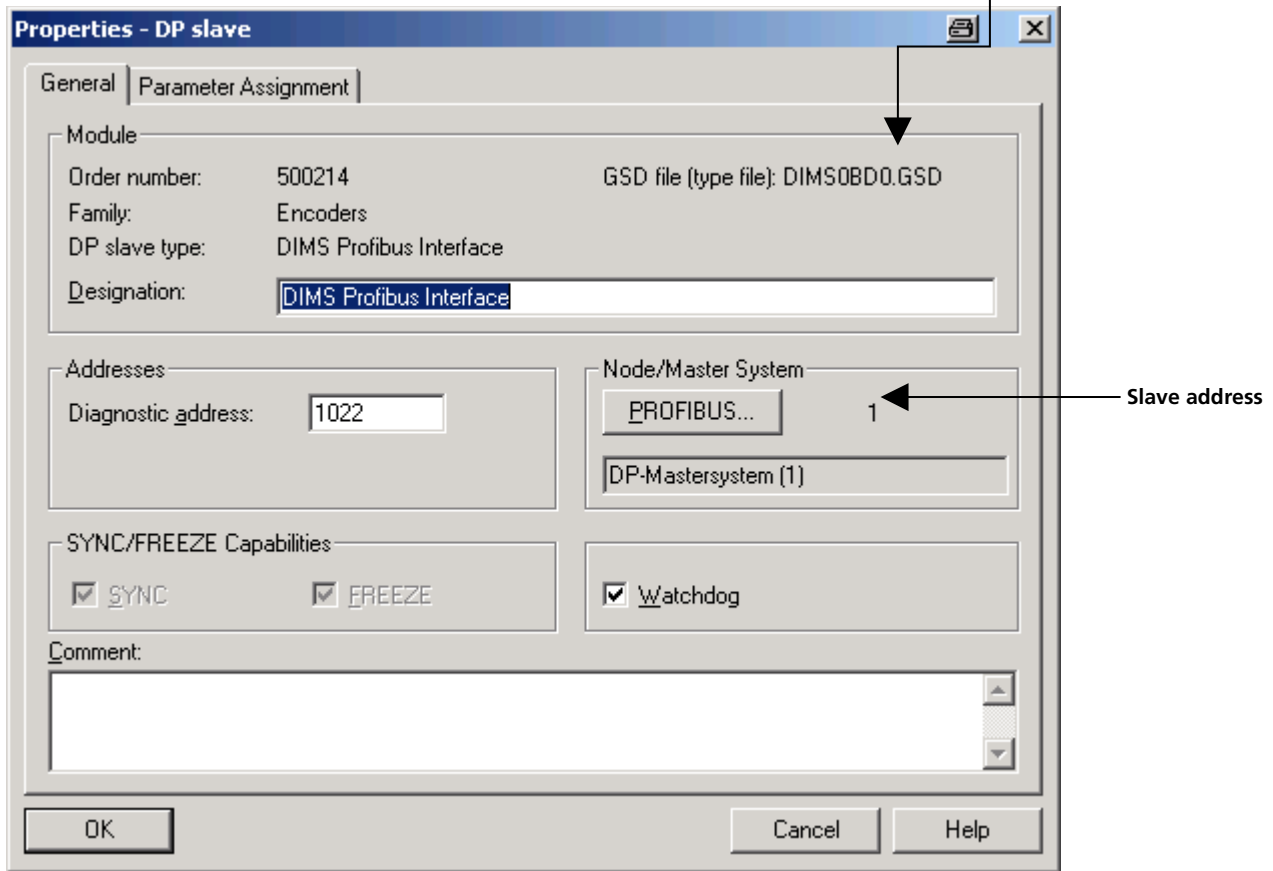 Properties - DP slave
General Parameter Assignment
Module
Order number: 500214 GSD file (type file): DIMS0BD0.GSD
Family: Encoders
DP slave type: DIMS Profibus Interface
Designation: DIMS Profibus Interface
Addresses
Diagnostic address: 1022
Node/Master System
PROFIBUS... 1
Slave address
DP-Mastersystem (1)
SYNC/FREEZE Capabilities
SYNC FREEZE
Watchdog
Comment:
OK Cancel Help